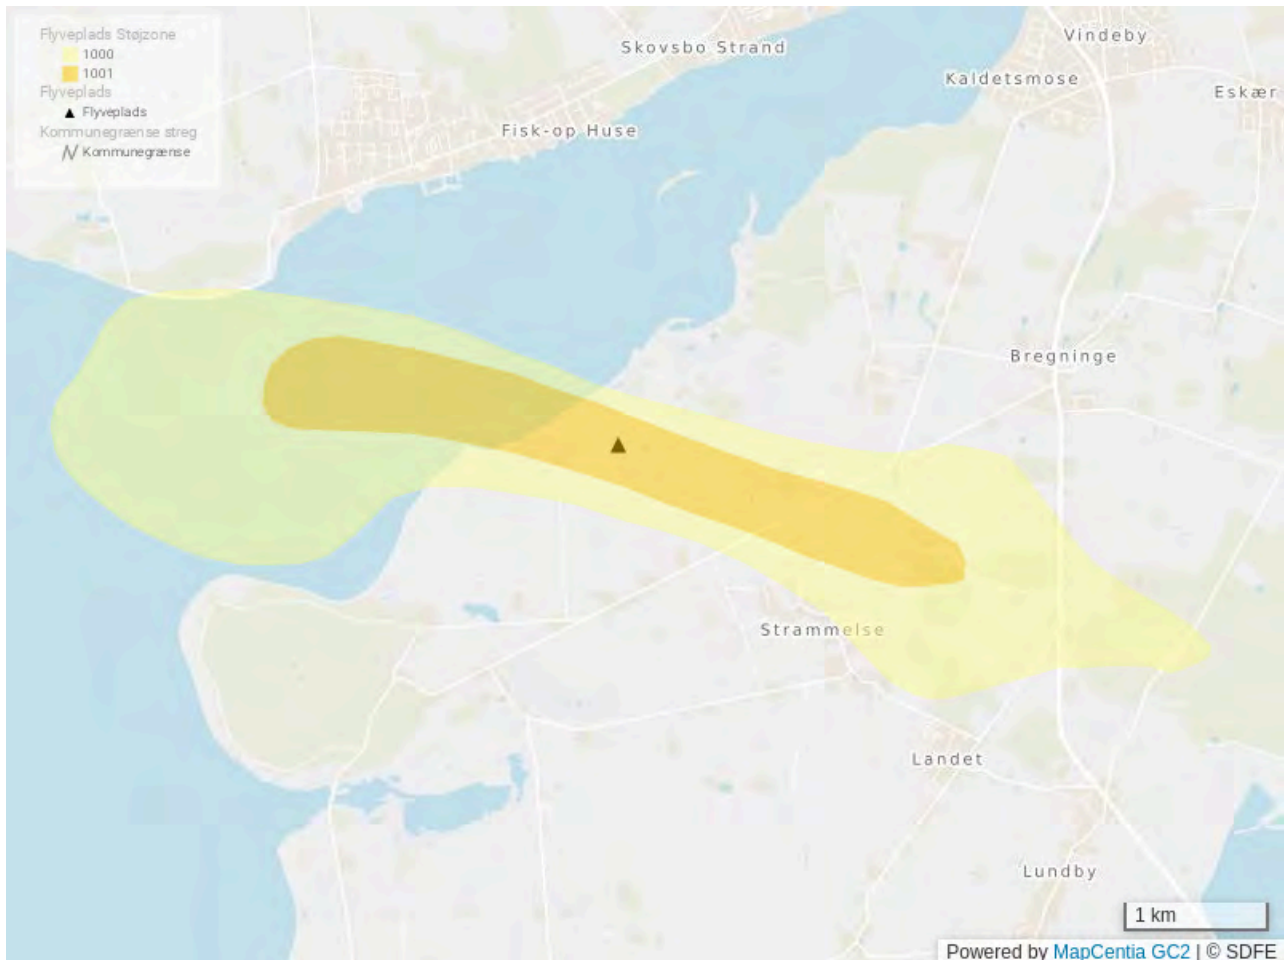 Flyveplads Støjzone
1000
1001
Flyveplads
Flyveplads
Kommunegrænse streg
Kommunegrænse
Skovsbo Strand
Vindeby
Kaldetsmose
Eskær
Fisk-op Huse
Bregninge
Strammelse
Landet
Lundby
1 km
Powered by MapCentia GC2 | © SDFE